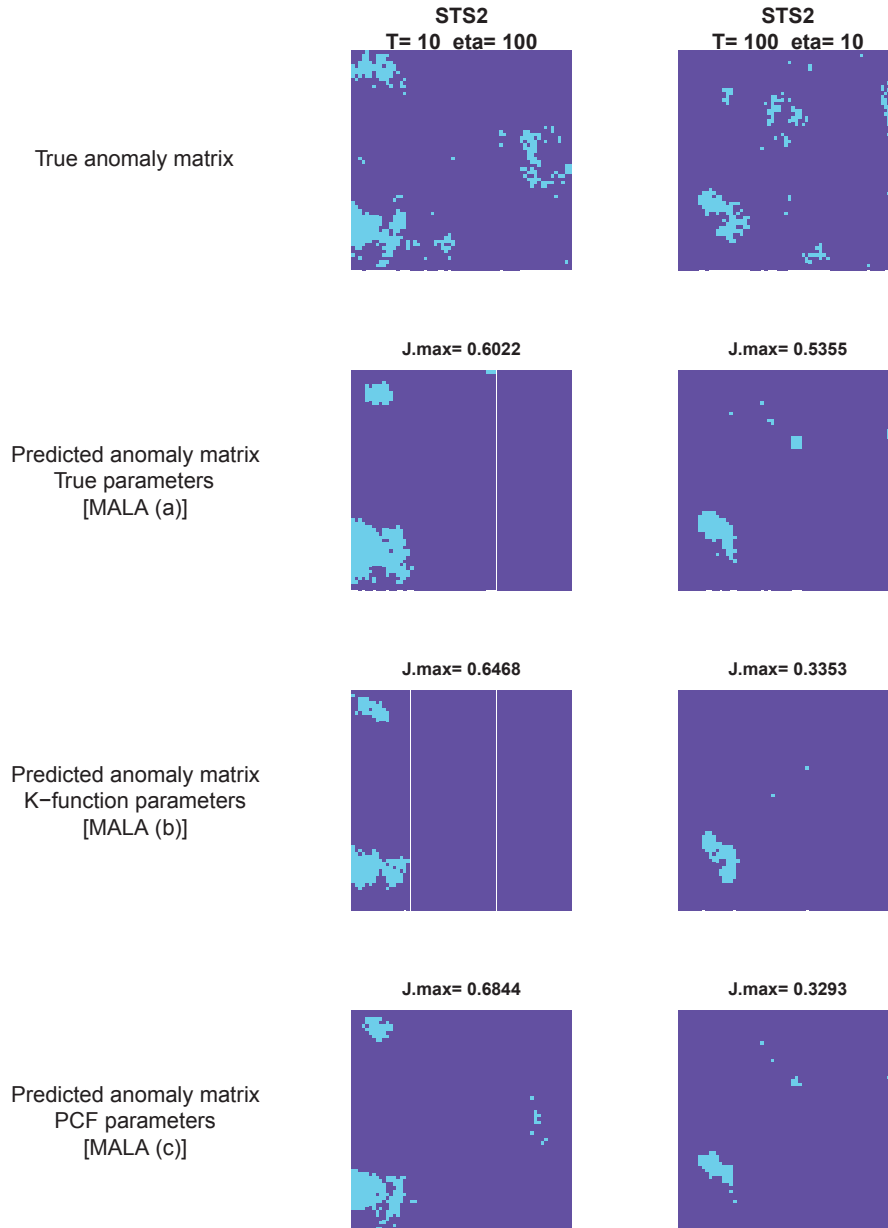 STS2
T= 10 eta= 100
STS2
T= 100 eta= 10
True anomaly matrix
J.max= 0.6022
J.max= 0.5355
Predicted anomaly matrix
True parameters
[MALA (a)]
J.max= 0.6468
J.max= 0.3353
Predicted anomaly matrix
K−function parameters
[MALA (b)]
J.max= 0.6844
J.max= 0.3293
Predicted anomaly matrix
PCF parameters
[MALA (c)]